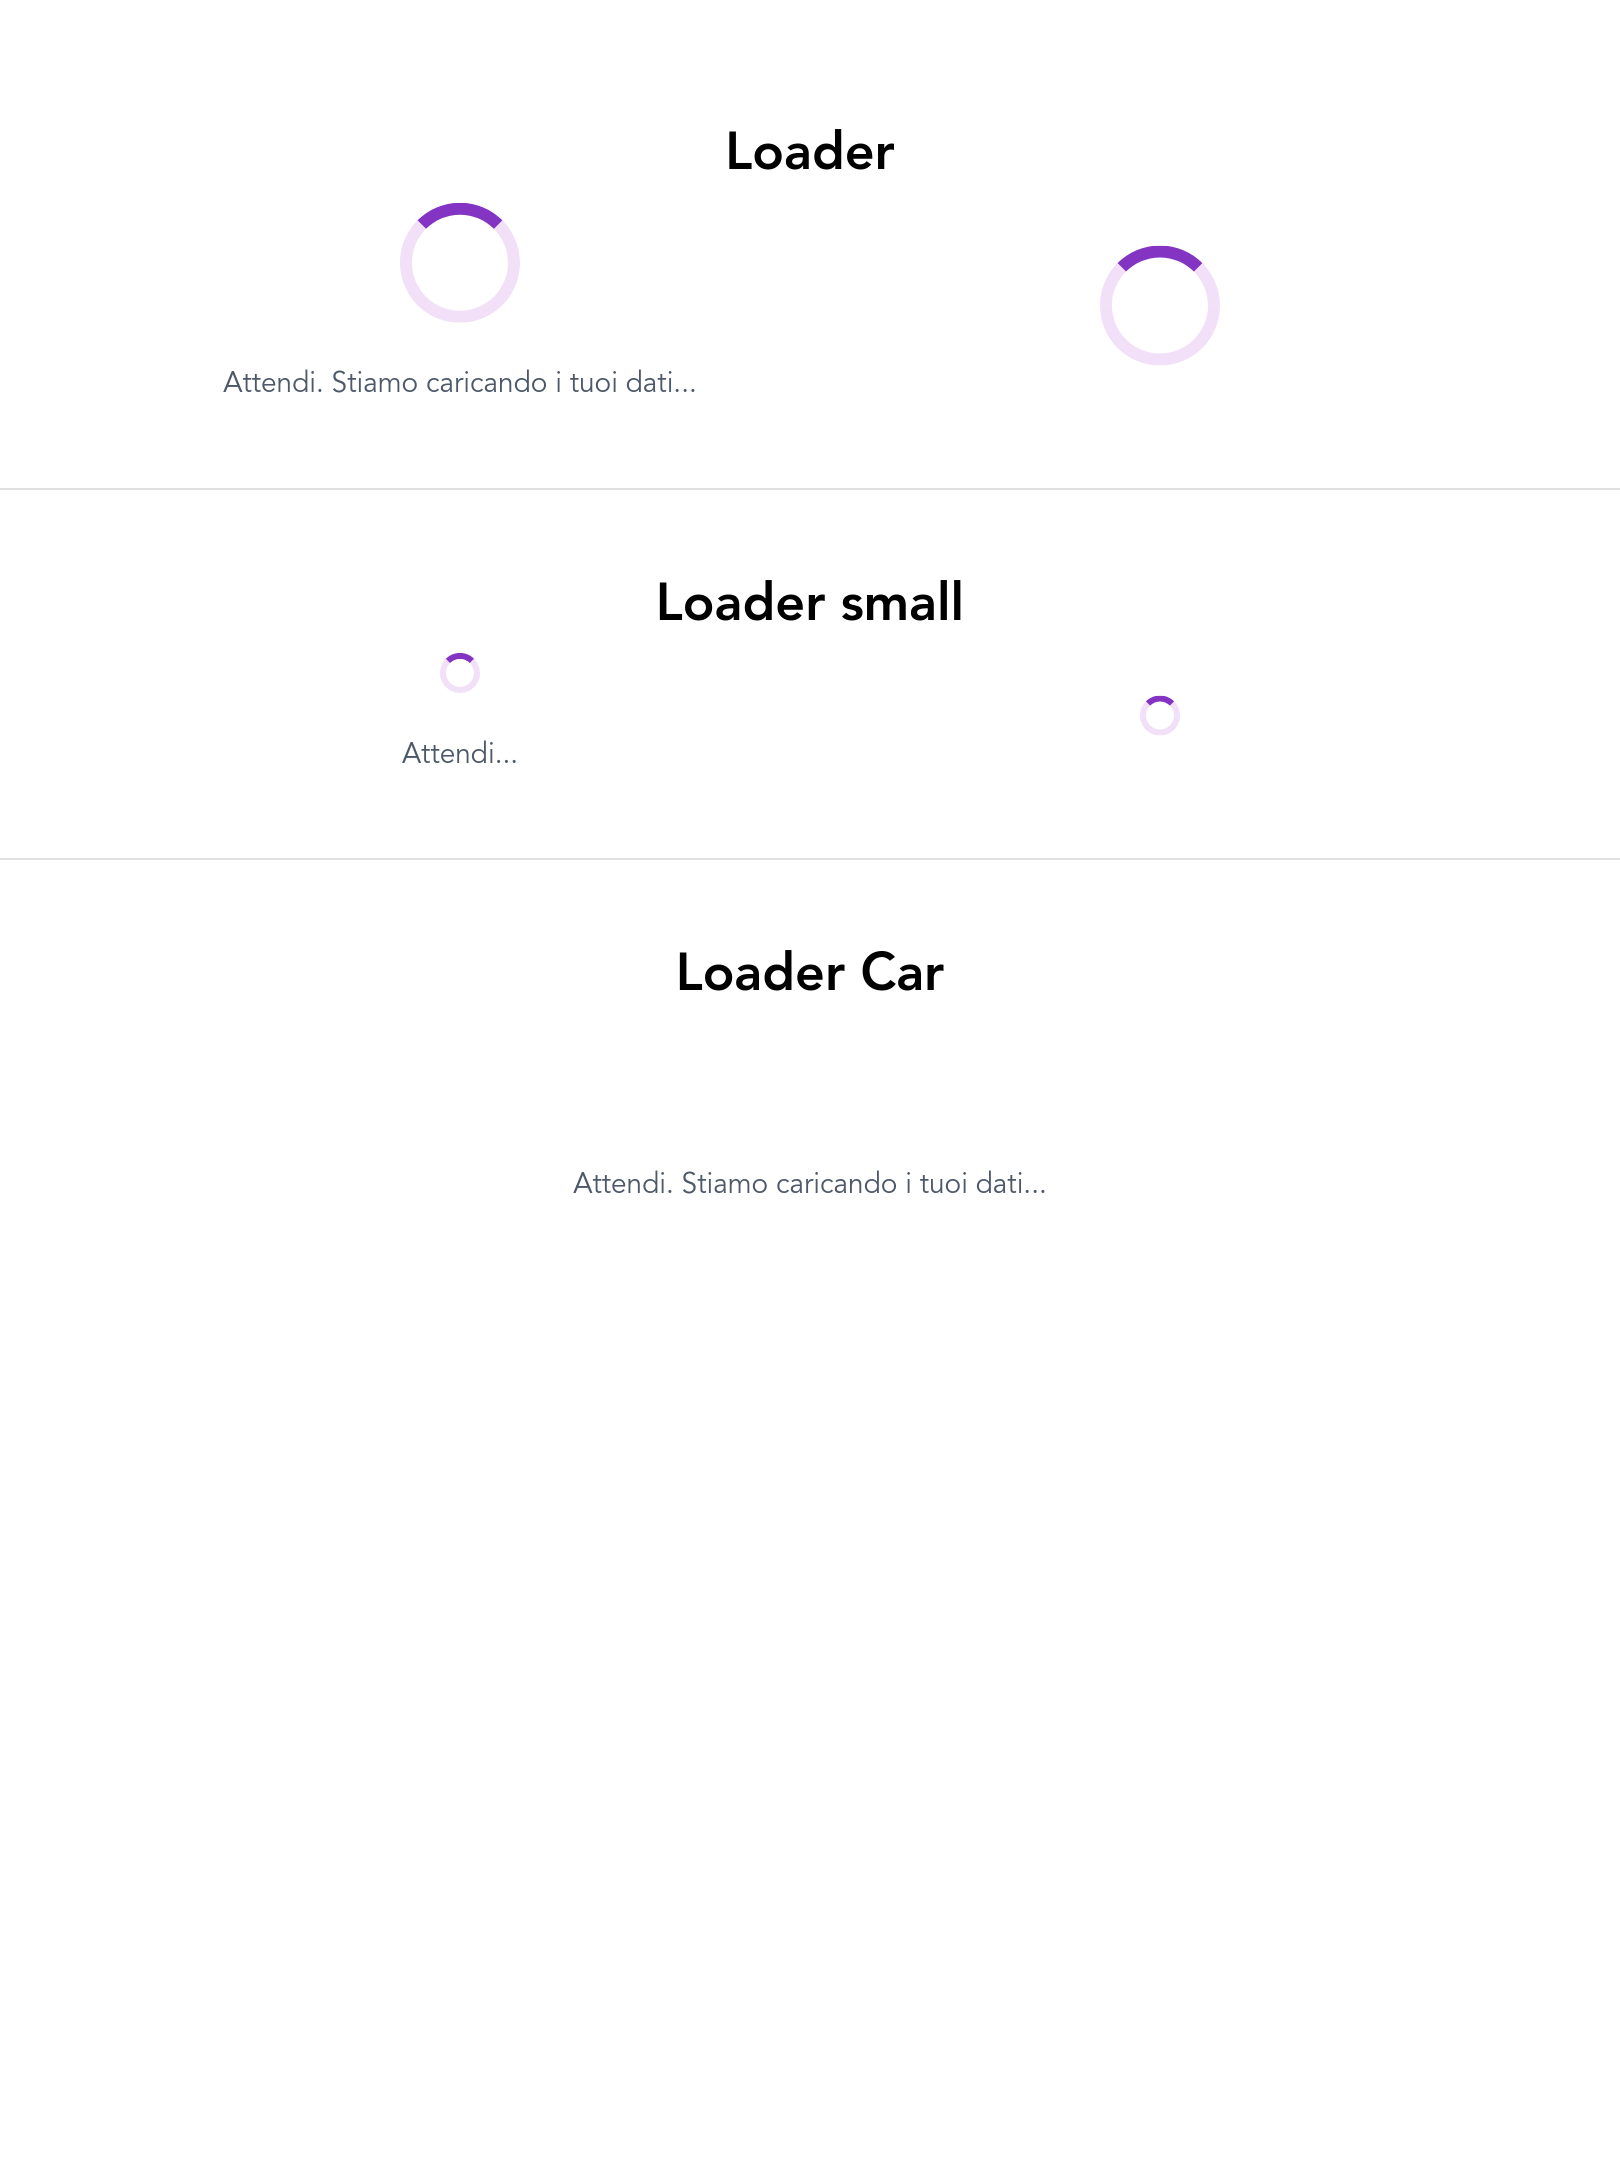 Loader
Attendi. Stiamo caricando i tuoi dati...
Loader small
Attendi...
Loader Car
Attendi. Stiamo caricando i tuoi dati...